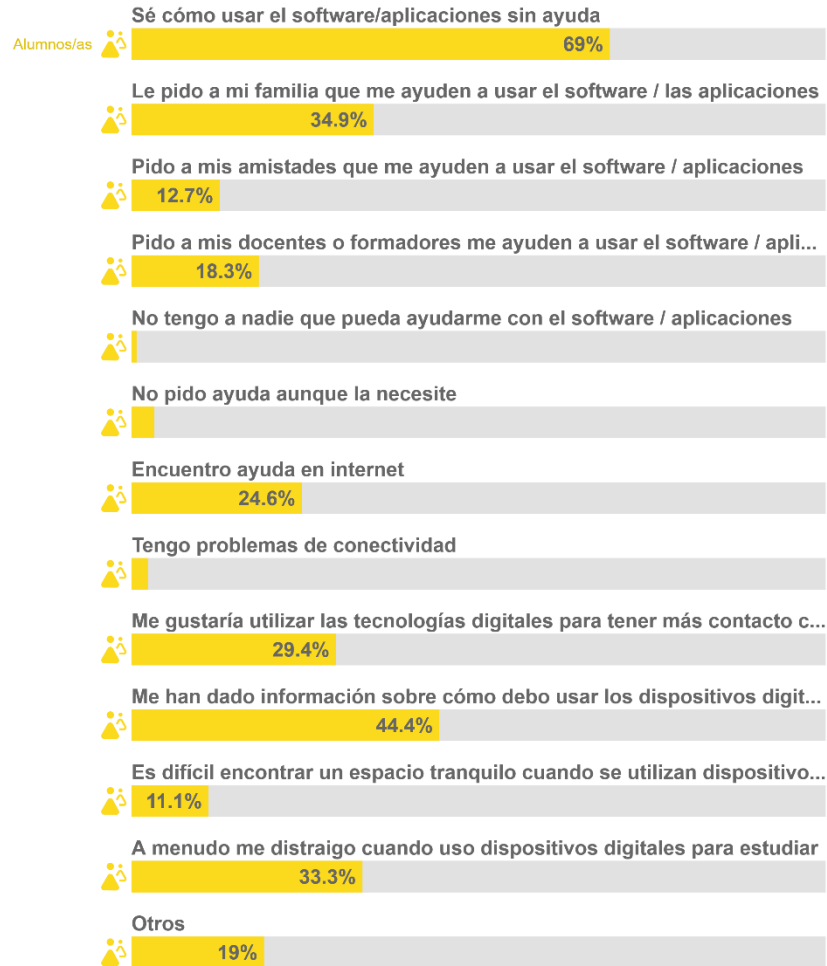 Sé cómo usar el software/aplicaciones sin ayuda
Alumnos/as
69%
Le pido a mi familia que me ayuden a usar el software / las aplicaciones
34.9%
Pido a mis amistades que me ayuden a usar el software / aplicaciones
12.7%
Pido a mis docentes o formadores me ayuden a usar el software / apli...
18.3%
No tengo a nadie que pueda ayudarme con el software / aplicaciones
No pido ayuda aunque la necesite
Encuentro ayuda en internet
24.6%
Tengo problemas de conectividad
Me gustaría utilizar las tecnologías digitales para tener más contacto c...
29.4%
Me han dado información sobre cómo debo usar los dispositivos digit...
44.4%
Es difícil encontrar un espacio tranquilo cuando se utilizan dispositivo...
11.1%
A menudo me distraigo cuando uso dispositivos digitales para estudiar
33.3%
Otros
19%